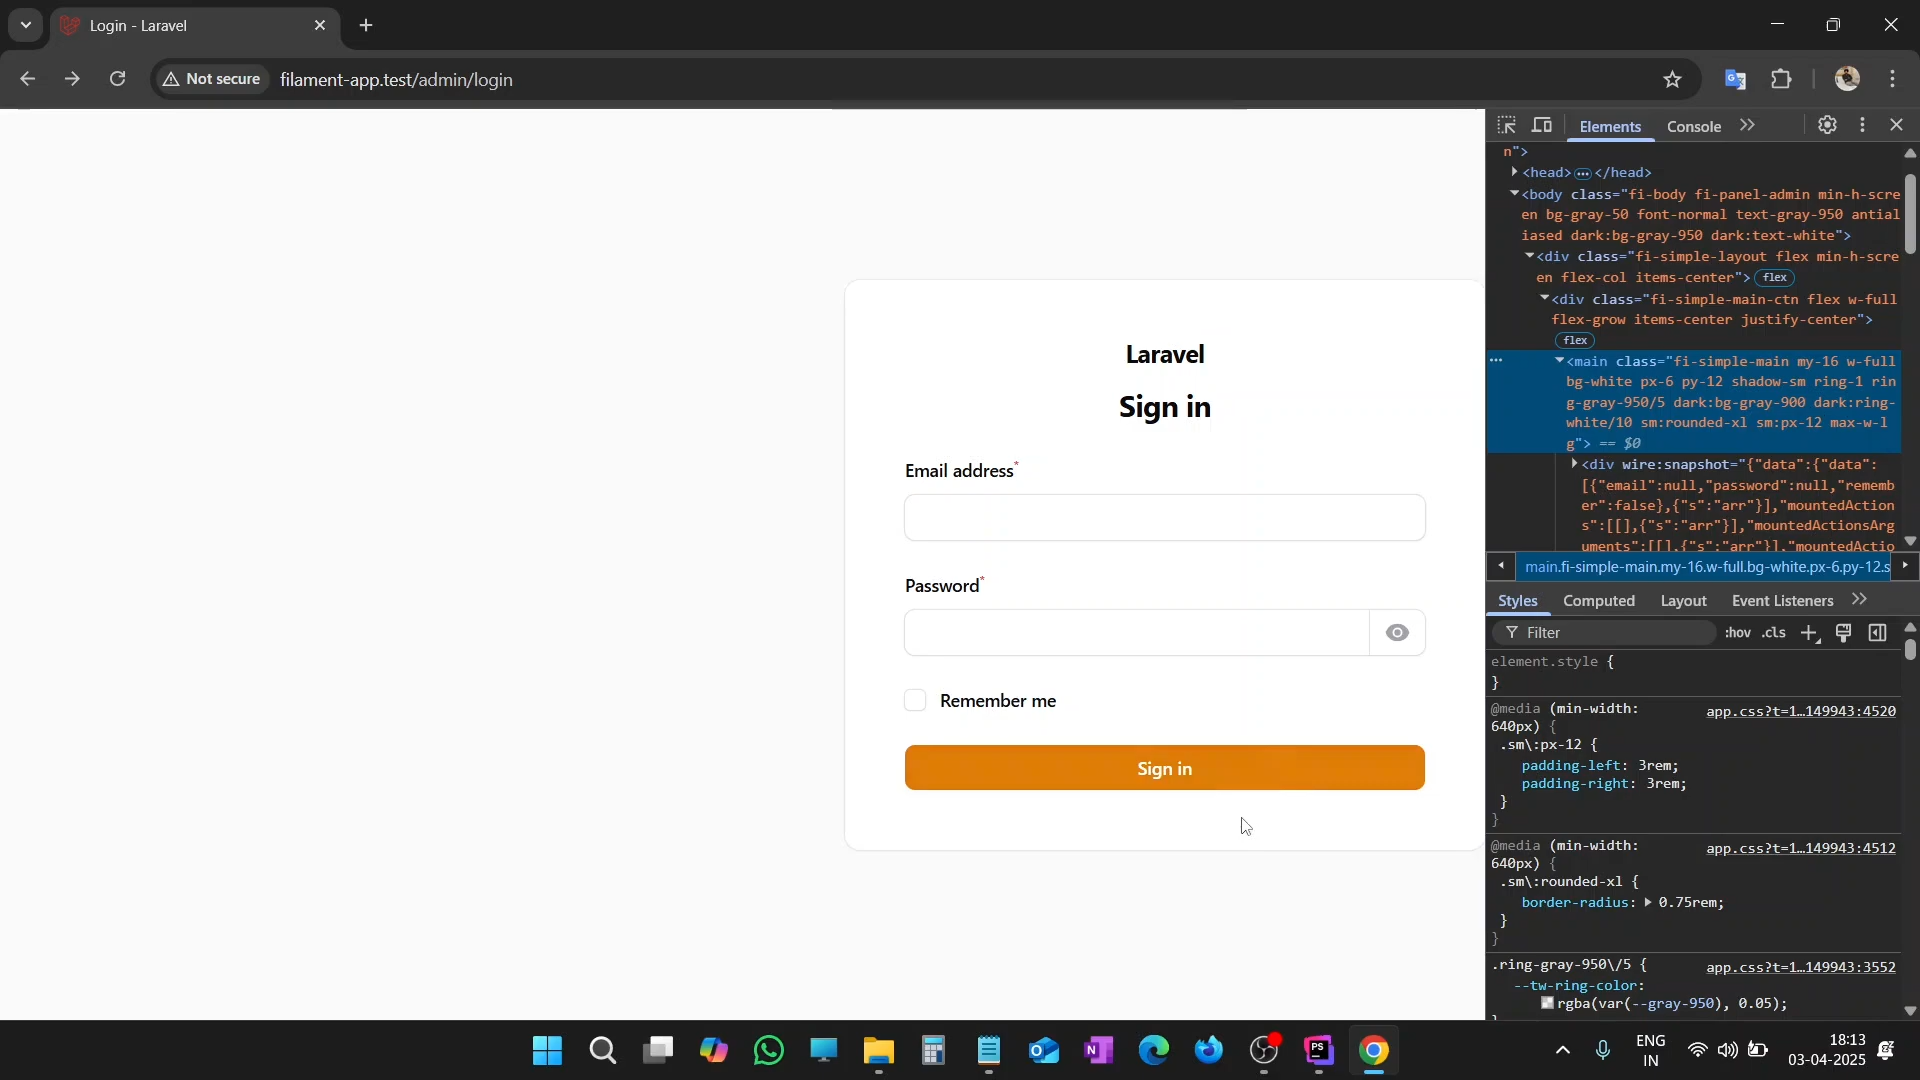 Login - Laravel
Not secure
filament-app.test/admin/login
Elements
Console
n">
<head>
</head>
<body class="fi-body fi-panel-admin min-h-scre
en bg-gray-50 font-normal text-gray-950 antial
iased dark:bg-gray-950 dark:text-white">
<div class="fi-simple-layout flex min-h-scre
en flex-col items-center">
flex
<div class="fi-simple-main-ctn flex w-full
flex-grow items-center justify-center">
flex
<main class="fi-simple-main my-16 w-full
bg-white px-6 py-12 shadow-sm ring-1 rin
g-gray-950/5 dark:bg-gray-900 dark:ring-
white/10 sm:rounded-xl sm:px-12 max-w-l
g"> == $0
<div wire:snapshot="{"data":{"data":
[{"email":null,"password":null,"rememb
er":false},{"s":"arr"}],"mountedAction
s":[[],{"s":"arr"}],"mountedActionsArg
uments":[[],{"s":"arr"}],"mountedActio
main.fi-simple-main.my-16.w-full.bg-white.px-6.py-12.s
Laravel
Sign in
Email address*
Password*
Remember me
Sign in
Styles
Computed
Layout
Event Listeners
Filter
:hov
.cls
element.style {
}
@media (min-width:
640px) {
app.css?t=1…149943:4520
.sm\:px-12 {
padding-left: 3rem;
padding-right: 3rem;
}
}
@media (min-width:
640px) {
app.css?t=1…149943:4512
.sm\:rounded-xl {
border-radius: 0.75rem;
}
}
.ring-gray-950\/5 {
app.css?t=1…149943:3552
--tw-ring-color:
rgba(var(--gray-950), 0.05);
ENG
IN
18:13
03-04-2025